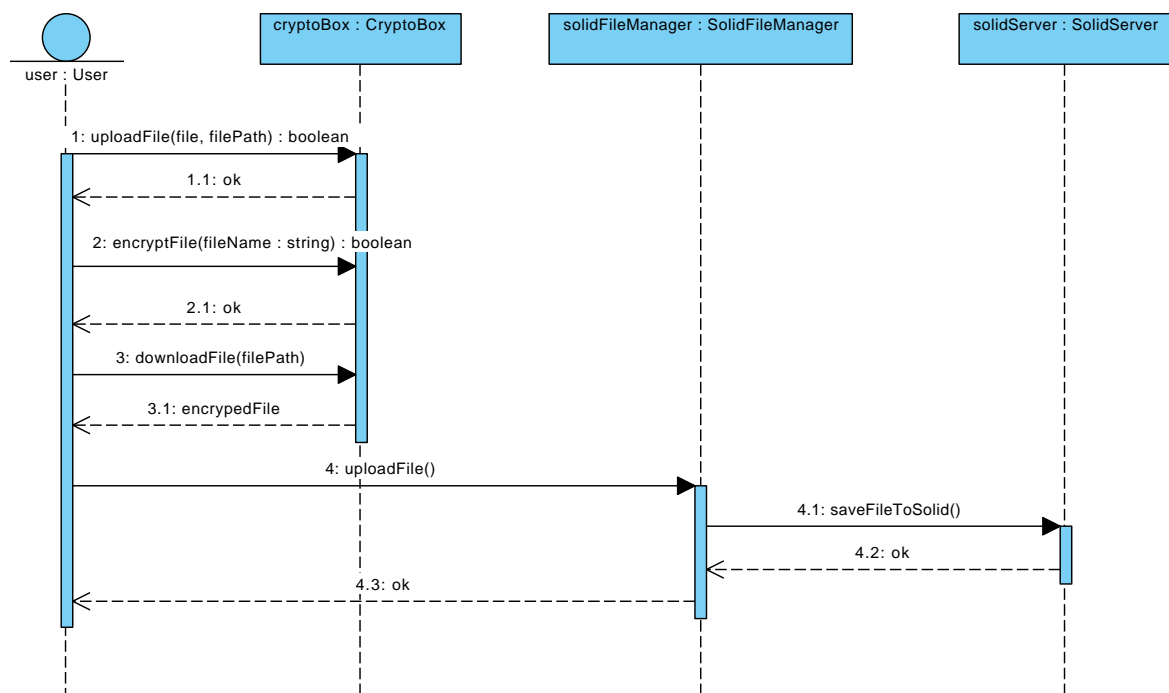 cryptoBox : CryptoBox
solidFileManager : SolidFileManager
solidServer : SolidServer
user : User
1: uploadFile(file, filePath) : boolean
1.1: ok
2: encryptFile(fileName : string) : boolean
2.1: ok
3: downloadFile(filePath)
3.1: encrypedFile
4: uploadFile()
4.1: saveFileToSolid()
4.2: ok
4.3: ok